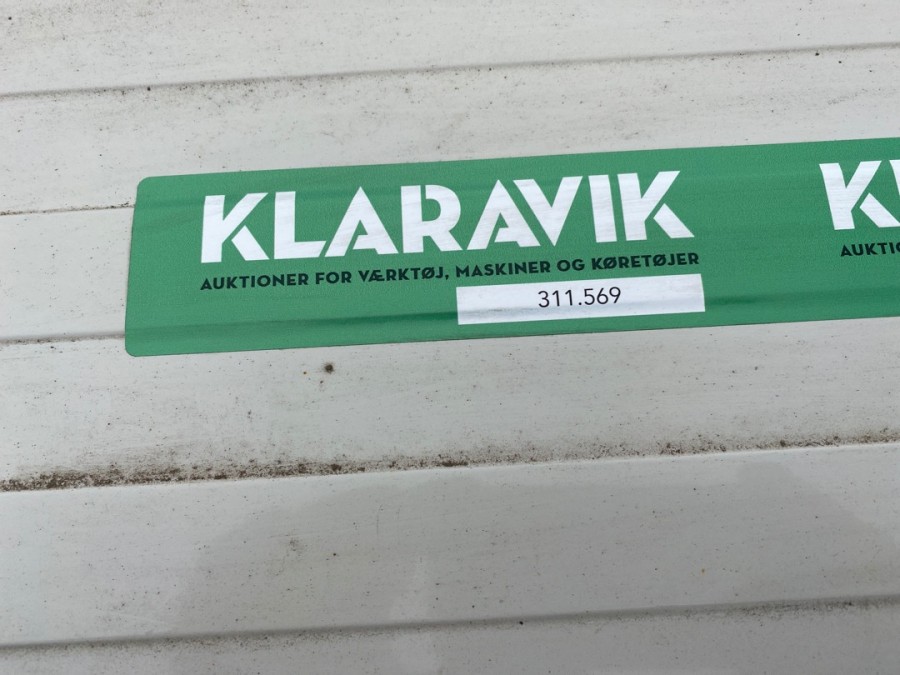 KLARAVIK
AUKTIONER FOR VÆRKTØJ, MASKINER OG KØRETØJER
311.569